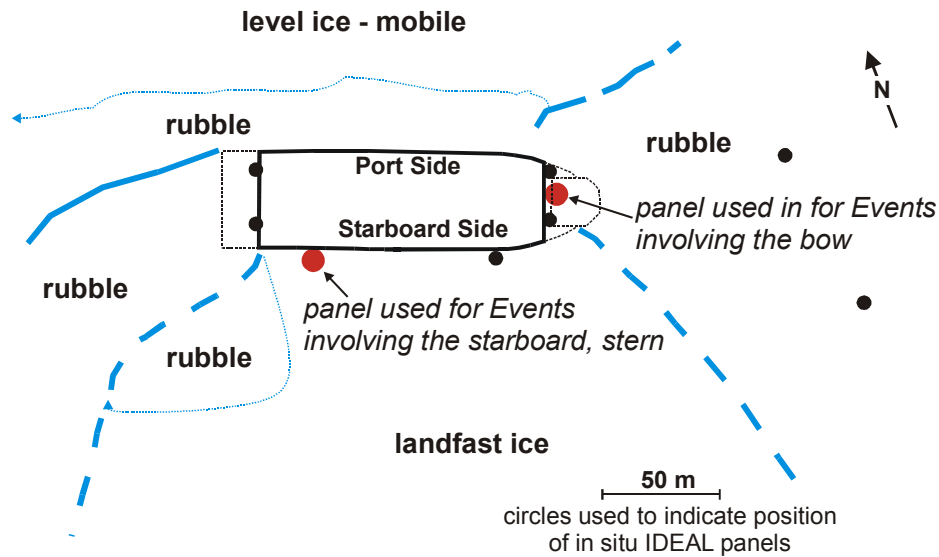 level ice - mobile
N
rubble
rubble
Port Side
Starboard Side
panel used in for Events
involving the bow
rubble
panel used for Events
involving the starboard, stern
rubble
landfast ice
50 m
circles used to indicate position
of in situ IDEAL panels